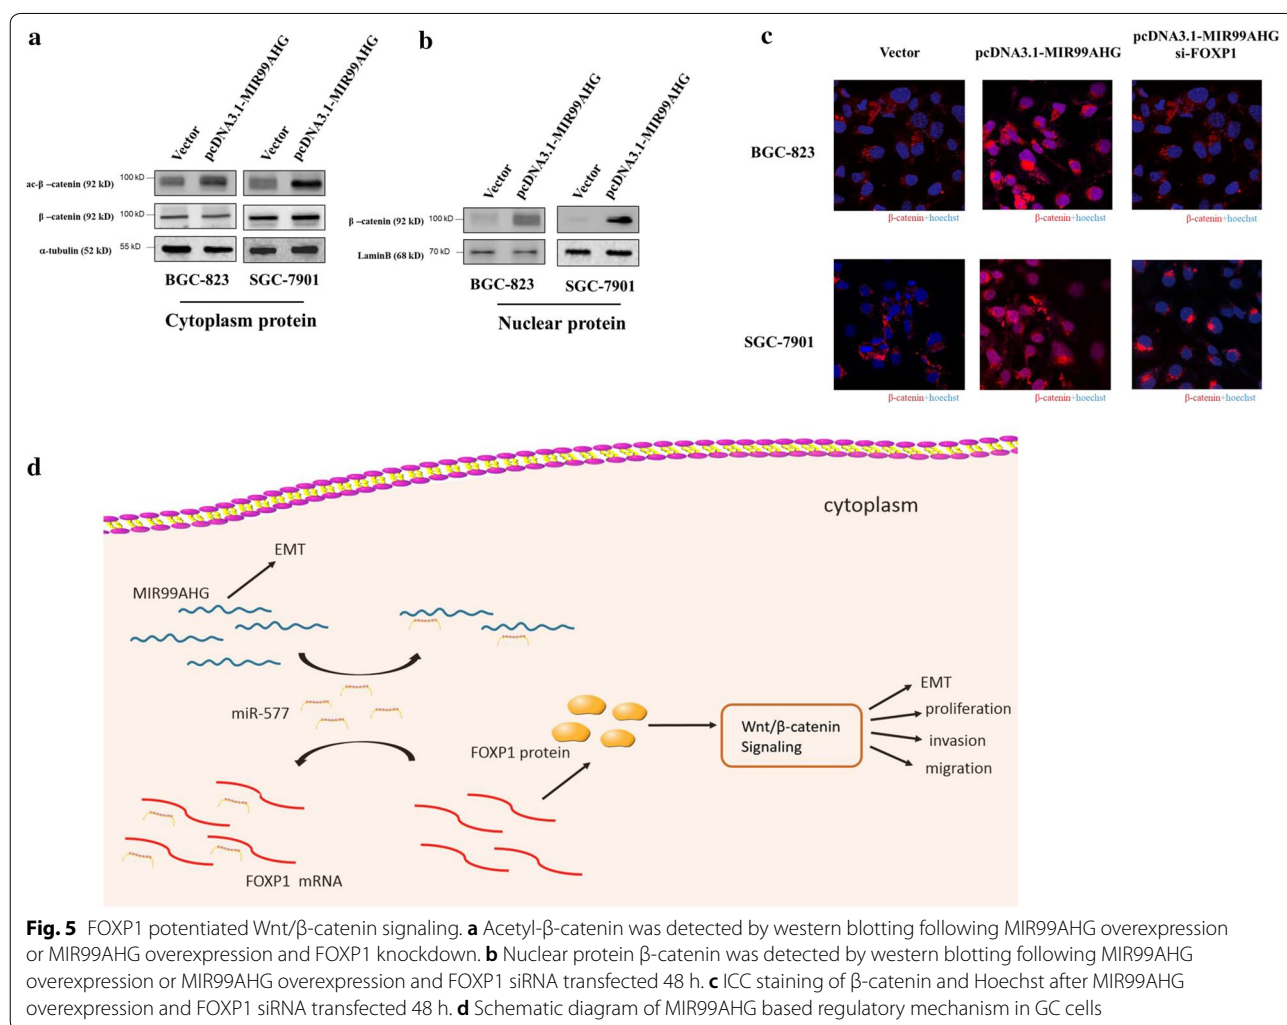 a
Vector
pcDNA3.1-MIR99AHG
Vector
pcDNA3.1-MIR99AHG
ac-β –catenin (92 kD)
100 kD
β –catenin (92 kD)
100 kD
α-tubulin (52 kD)
55 kD
BGC-823
SGC-7901
Cytoplasm protein
b
Vector
pcDNA3.1-MIR99AHG
Vector
pcDNA3.1-MIR99AHG
β –catenin (92 kD)
100 kD
LaminB (68 kD)
70 kD
BGC-823
SGC-7901
Nuclear protein
c
Vector
pcDNA3.1-MIR99AHG
pcDNA3.1-MIR99AHG
si-FOXP1
BGC-823
β-catenin+hoechst
β-catenin+hoechst
β-catenin+hoechst
SGC-7901
β-catenin+hoechst
β-catenin+hoechst
β-catenin+hoechst
d
cytoplasm
EMT
MIR99AHG
miR-577
FOXP1 protein
Wnt/β-catenin
Signaling
EMT
proliferation
invasion
migration
FOXP1 mRNA
Fig. 5 FOXP1 potentiated Wnt/β-catenin signaling. a Acetyl-β-catenin was detected by western blotting following MIR99AHG overexpression
or MIR99AHG overexpression and FOXP1 knockdown. b Nuclear protein β-catenin was detected by western blotting following MIR99AHG
overexpression or MIR99AHG overexpression and FOXP1 siRNA transfected 48 h. c ICC staining of β-catenin and Hoechst after MIR99AHG
overexpression and FOXP1 siRNA transfected 48 h. d Schematic diagram of MIR99AHG based regulatory mechanism in GC cells